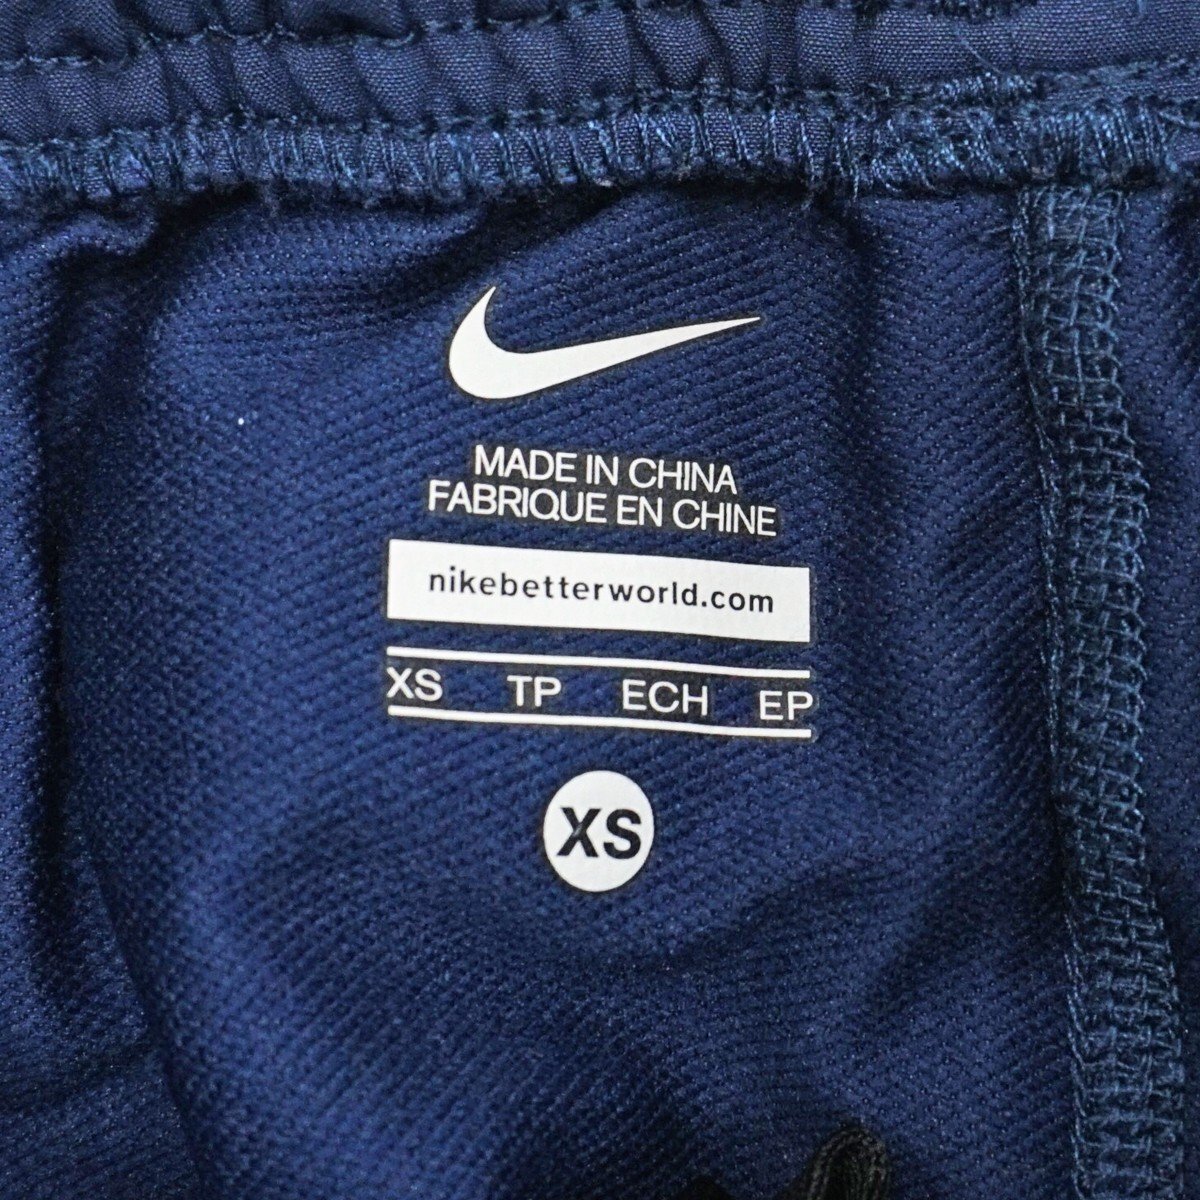 MADE IN CHINA
FABRIQUE EN CHINE
nikebetterworld.com
XS TP ECH EP
XS